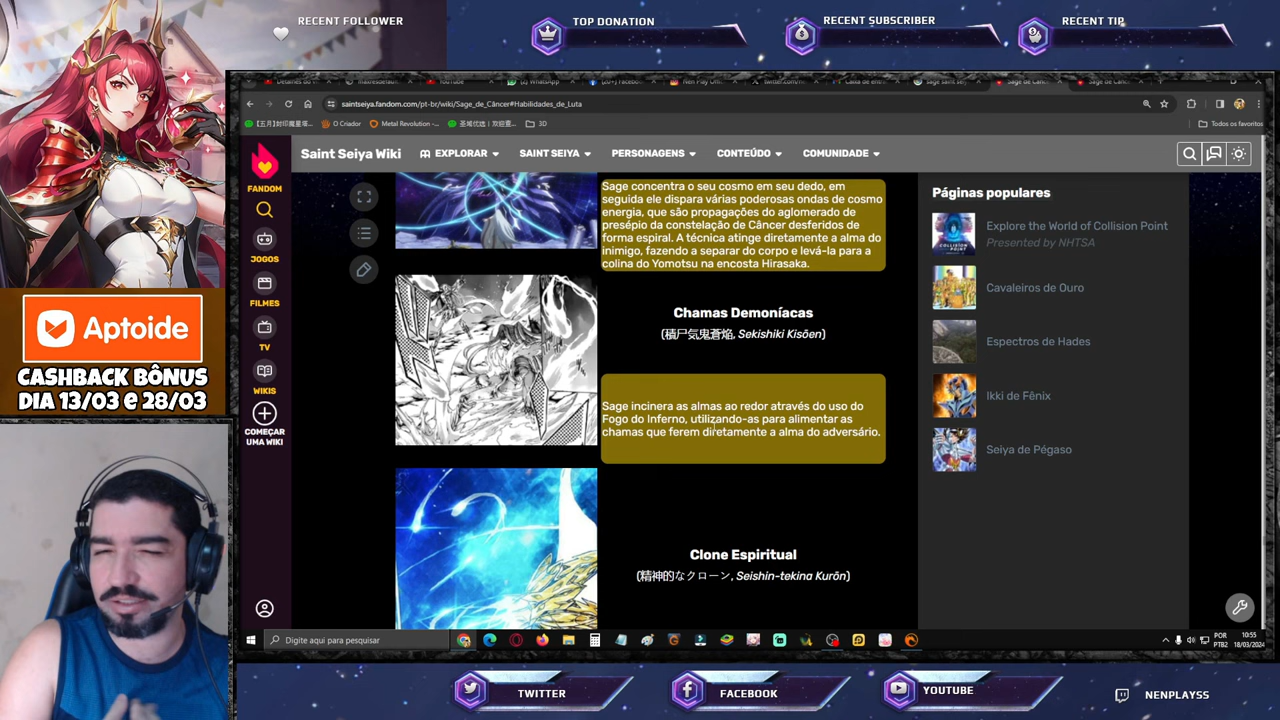 RECENT FOLLOWER
TOP DONATION
RECENT SUBSCRIBER
RECENT TIP
YouTube
(2) WhatsApp
saintseiya.fandom.com/pt-br/wiki/Sage_de_Câncer#Habilidades_de_Luta
O Criador
Metal Revolution -...
3D
Todos os favoritos
FANDOM
JOGOS
FILMES
TV
WIKIS
COMEÇAR
UMA WIKI
Saint Seiya Wiki
EXPLORAR
SAINT SEIYA
PERSONAGENS
CONTEÚDO
COMUNIDADE
Sage concentra o seu cosmo em seu dedo, em
seguida ele dispara várias poderosas ondas de cosmo
energia, que são propagações do aglomerado de
presépio da constelação de Câncer desferidos de
forma espiral. A técnica atinge diretamente a alma do
inimigo, fazendo a separar do corpo e levá-la para a
colina do Yomotsu na encosta Hirasaka.
Chamas Demoníacas
(積尸気鬼蒼焔, Sekishiki Kisōen)
Sage incinera as almas ao redor através do uso do
Fogo do Inferno, utilizando-as para alimentar as
chamas que ferem diretamente a alma do adversário.
Clone Espiritual
(精神的なクローン, Seishin-tekina Kurōn)
Páginas populares
Explore the World of Collision Point
Presented by NHTSA
Cavaleiros de Ouro
Espectros de Hades
Ikki de Fênix
Seiya de Pégaso
Aptoide
CASHBACK BÔNUS
DIA 13/03 e 28/03
Digite aqui para pesquisar
POR
PTB2
10:55
18/03/2024
TWITTER
FACEBOOK
YOUTUBE
NENPLAYSS